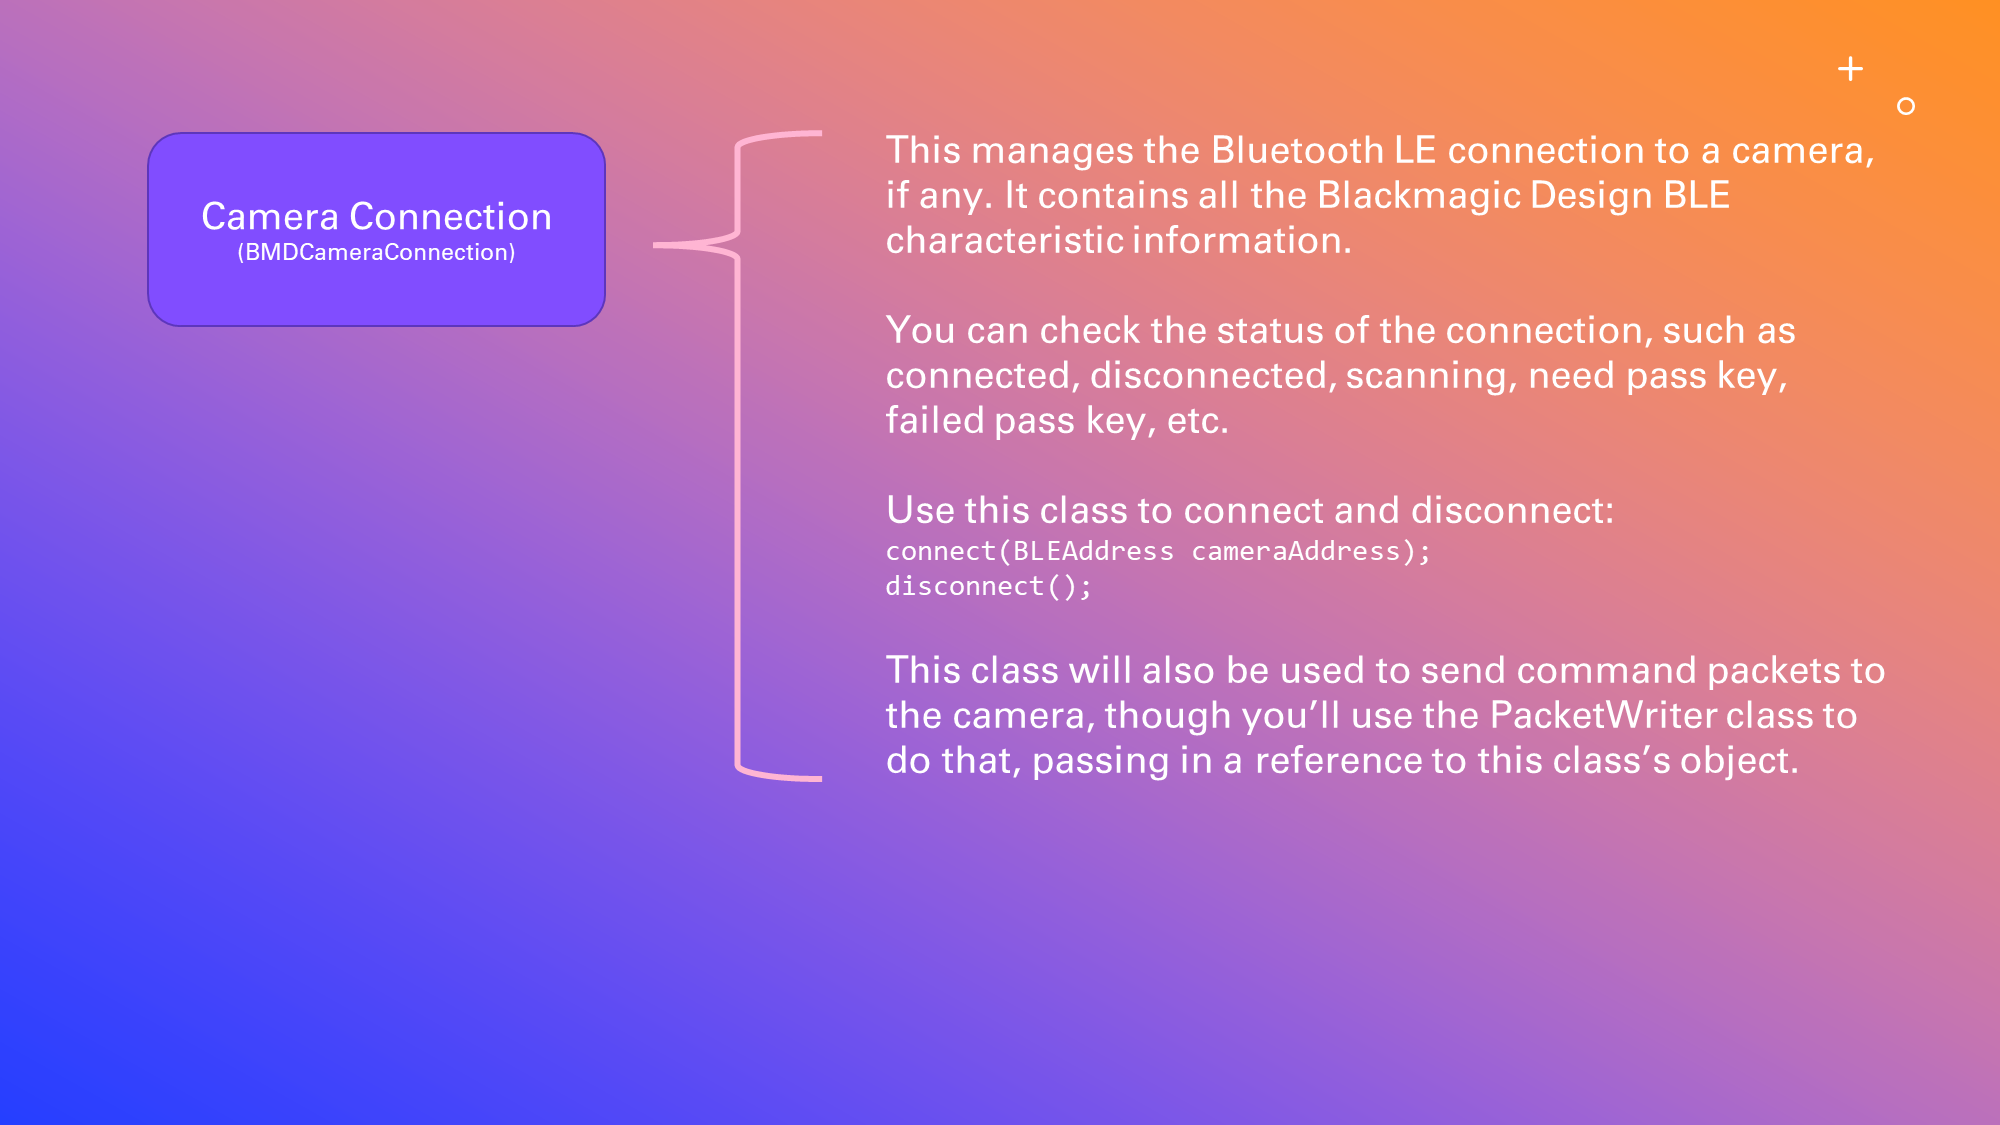 Camera Connection
(BMDCameraConnection)
This manages the Bluetooth LE connection to a camera,
if any. It contains all the Blackmagic Design BLE
characteristic information.
You can check the status of the connection, such as
connected, disconnected, scanning, need pass key,
failed pass key, etc.
Use this class to connect and disconnect:
connect(BLEAddress cameraAddress);
disconnect();
This class will also be used to send command packets to
the camera, though you’ll use the PacketWriter class to
do that, passing in a reference to this class’s object.